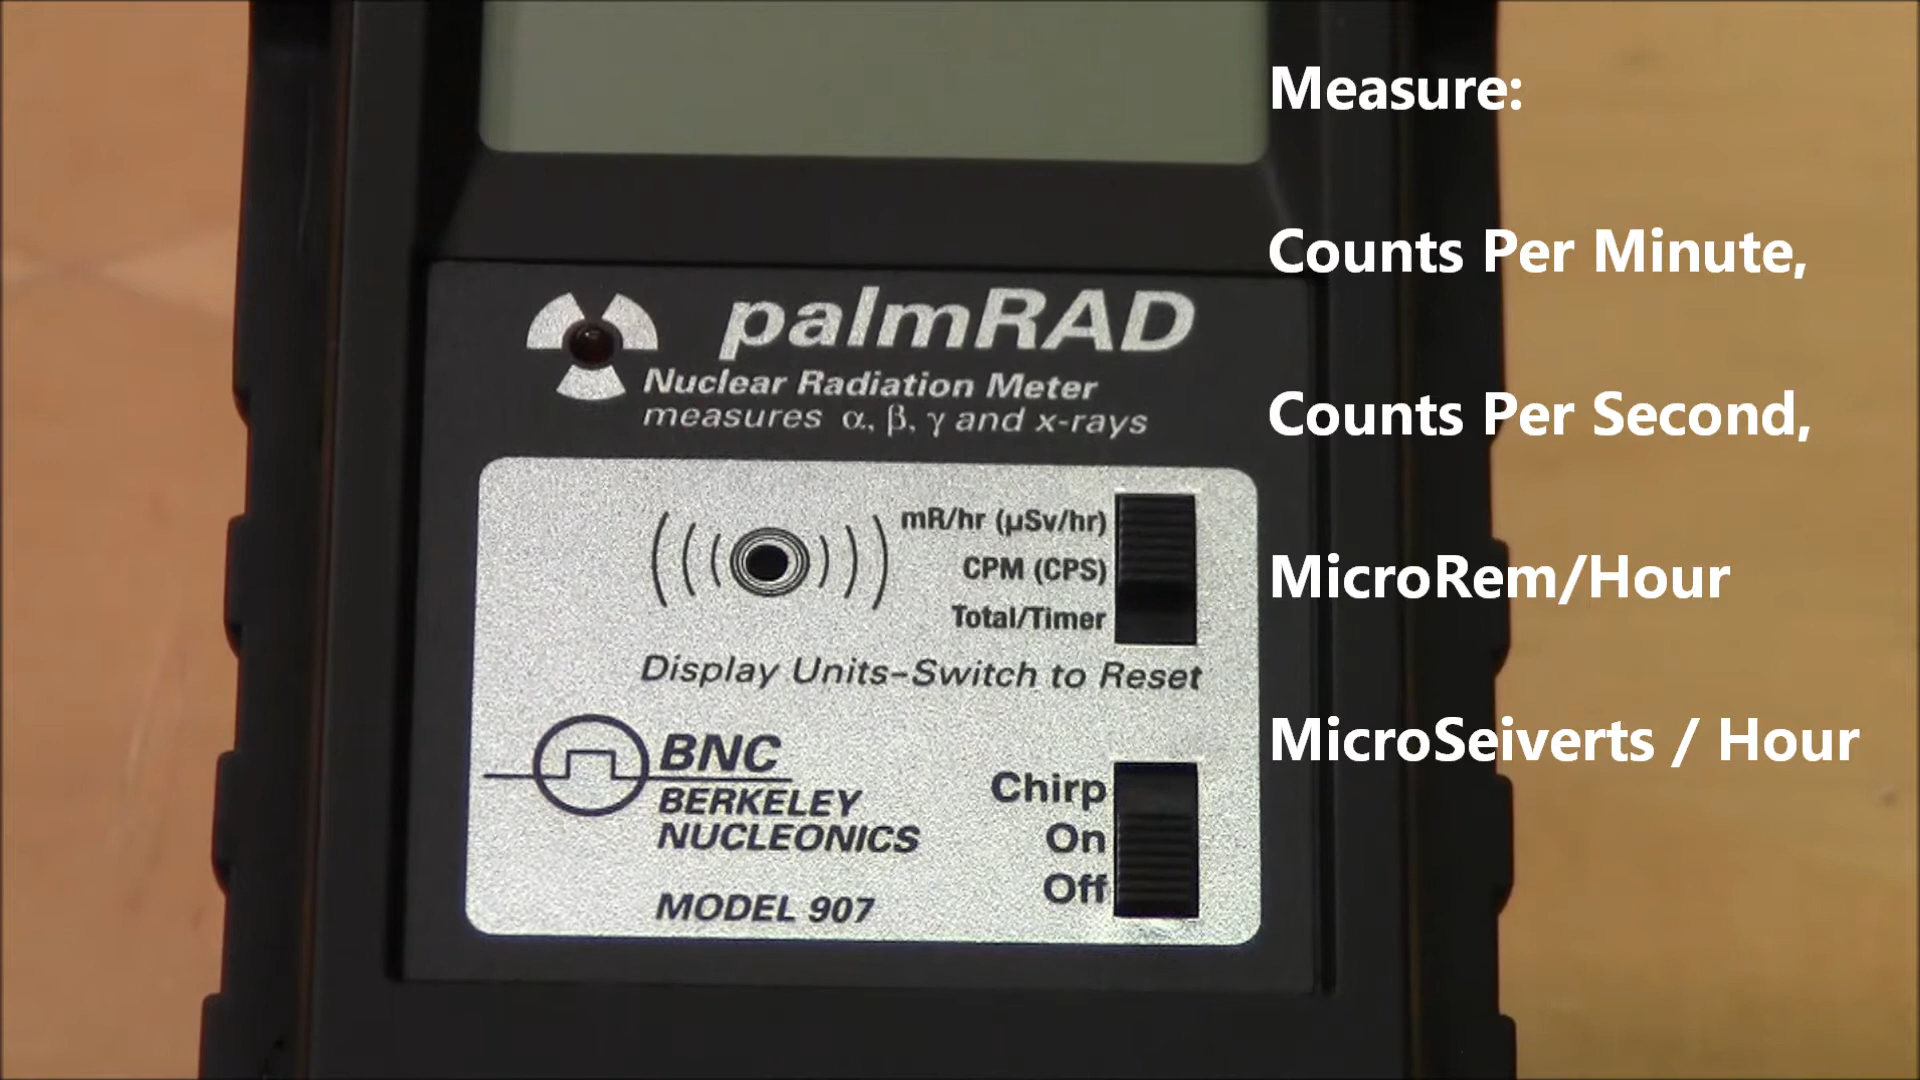 Measure:
Counts Per Minute,
Counts Per Second,
MicroRem/Hour
MicroSeiverts / Hour
palmRAD
Nuclear Radiation Meter
measures α, β, γ and x-rays
mR/hr (µSv/hr)
CPM (CPS)
Total/Timer
Display Units-Switch to Reset
BNC
BERKELEY
NUCLEONICS
MODEL 907
Chirp
On
Off